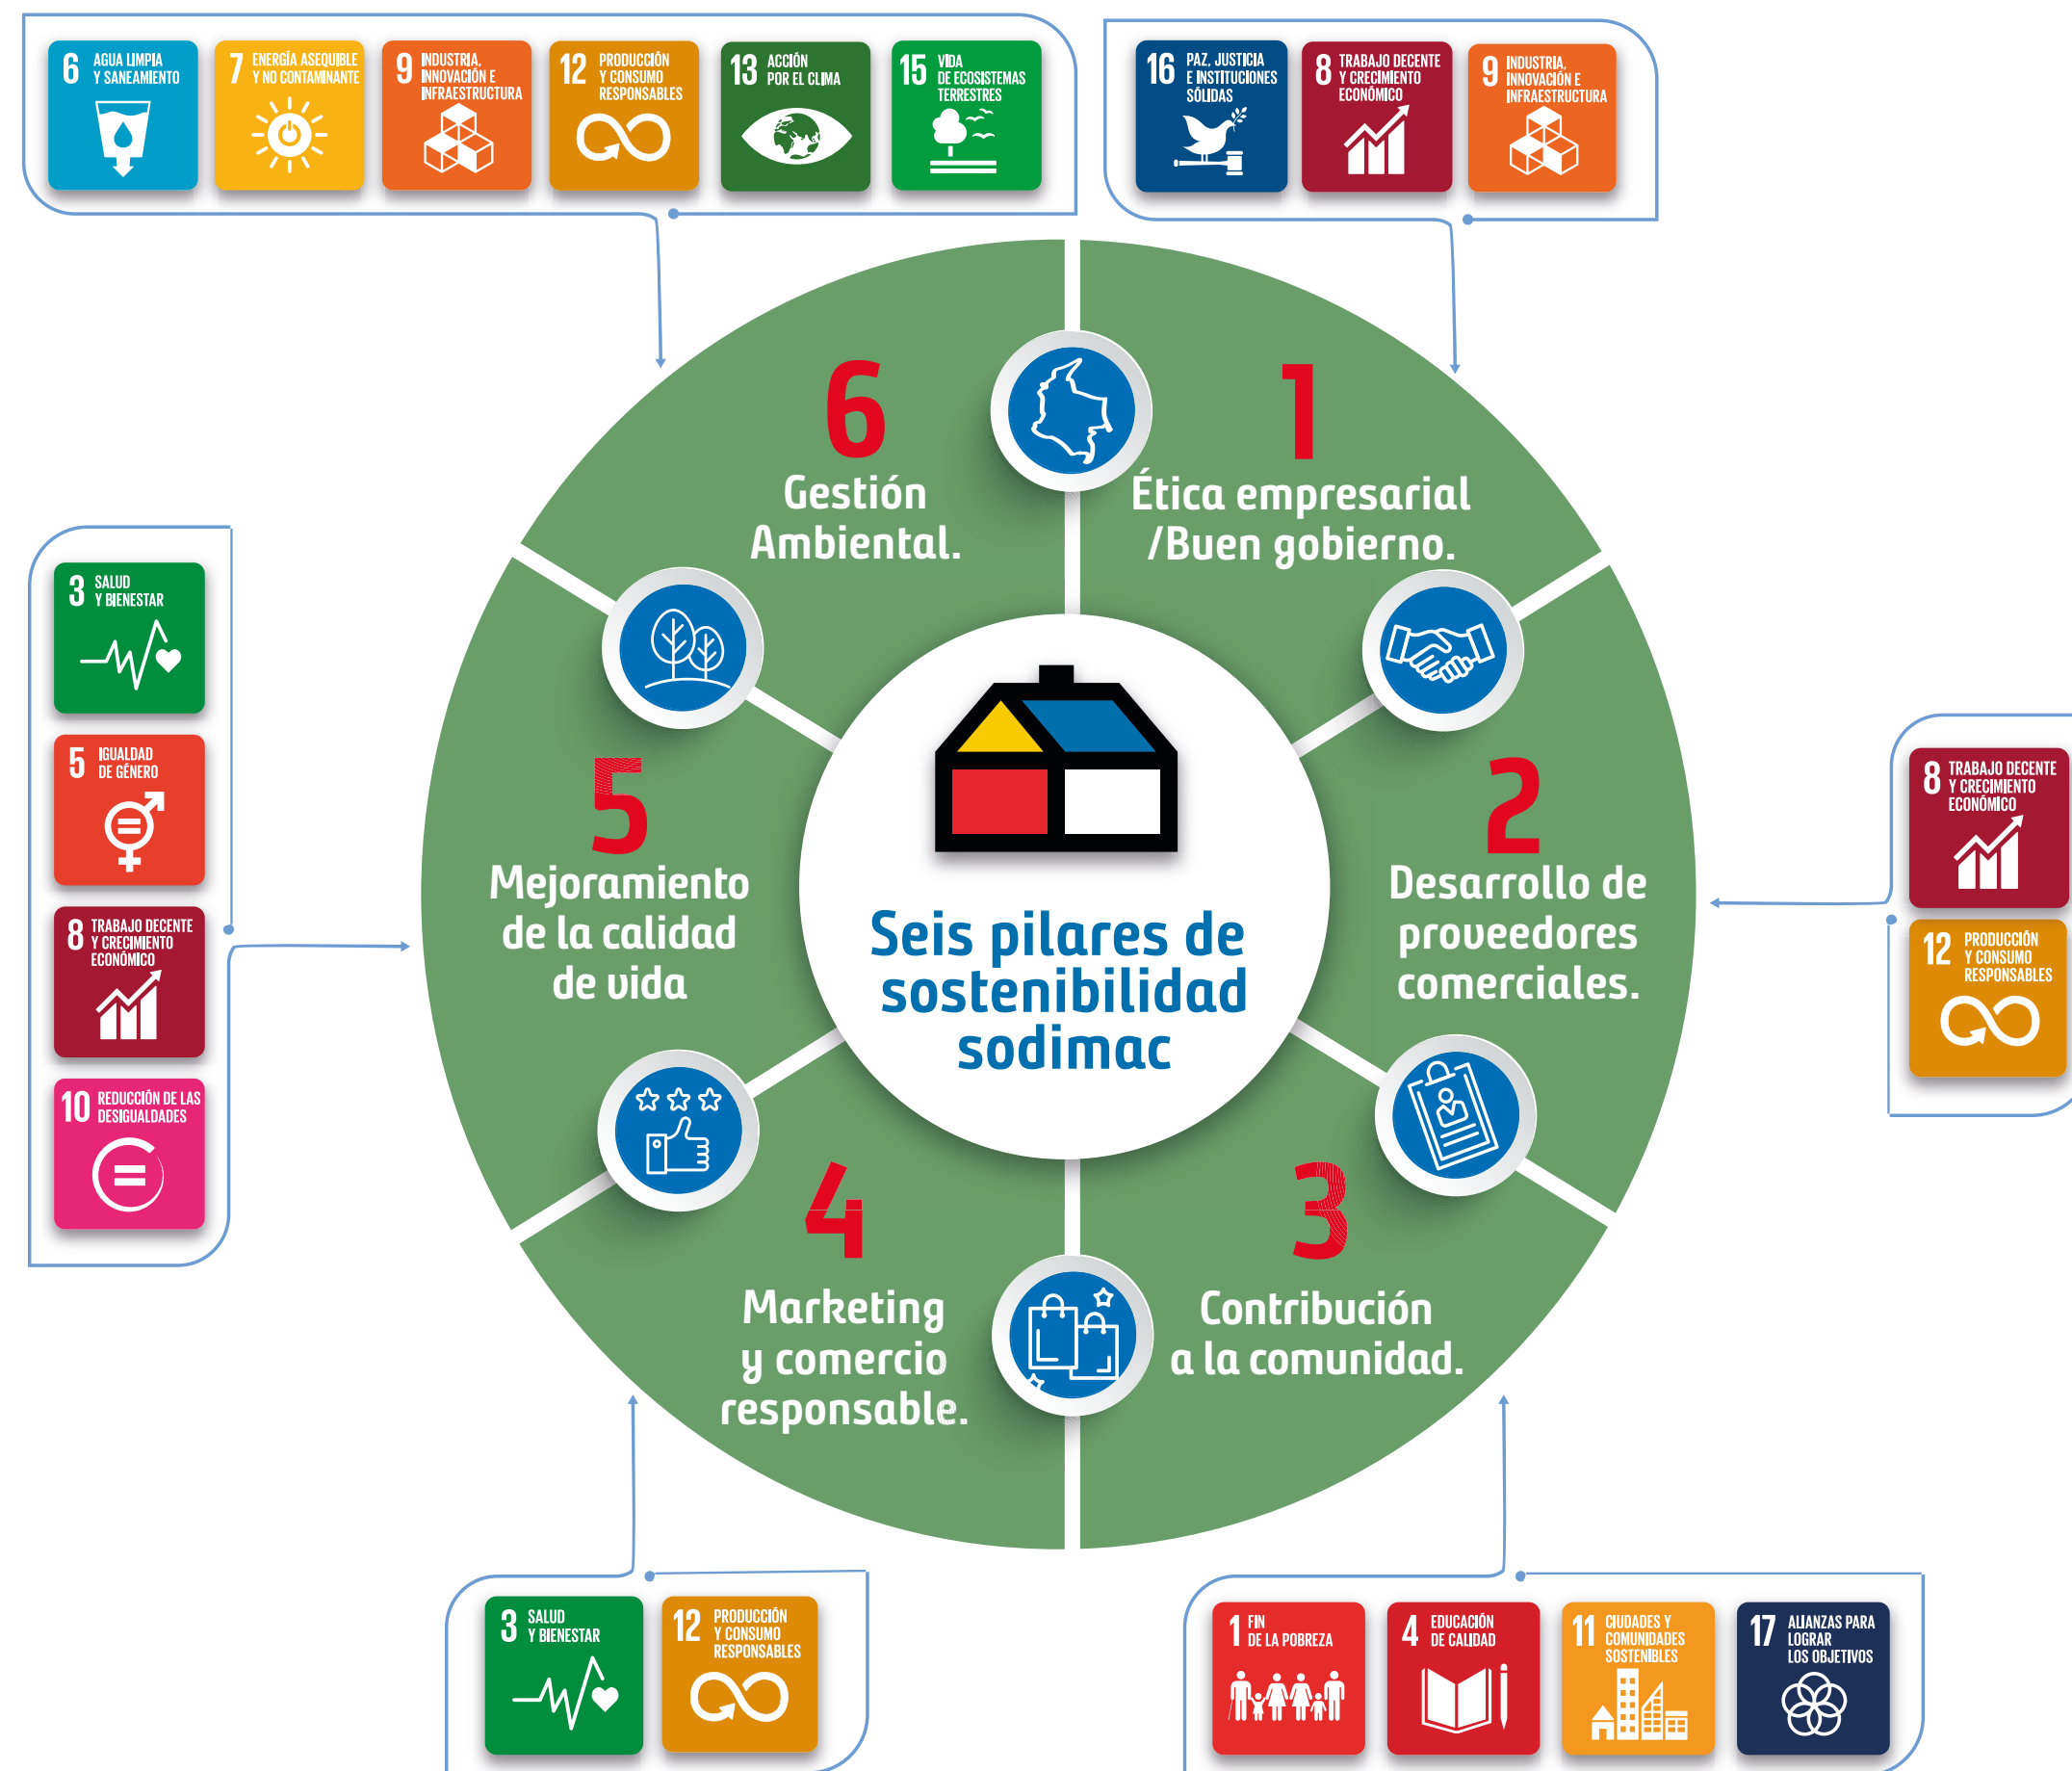 6 AGUA LIMPIA
Y SANEAMIENTO
7 ENERGÍA ASEQUIBLE
Y NO CONTAMINANTE
9 INDUSTRIA,
INNOVACIÓN E
INFRAESTRUCTURA
12 PRODUCCIÓN
Y CONSUMO
RESPONSABLES
13 ACCIÓN
POR EL CLIMA
15 VIDA
DE ECOSISTEMAS
TERRESTRES
16 PAZ, JUSTICIA
E INSTITUCIONES
SÓLIDAS
8 TRABAJO DECENTE
Y CRECIMIENTO
ECONÓMICO
9 INDUSTRIA,
INNOVACIÓN E
INFRAESTRUCTURA
6
Gestión
Ambiental.
1
Ética empresarial
/Buen gobierno.
3 SALUD
Y BIENESTAR
5 IGUALDAD
DE GÉNERO
8 TRABAJO DECENTE
Y CRECIMIENTO
ECONÓMICO
10 REDUCCIÓN DE LAS
DESIGUALDADES
5
Mejoramiento
de la calidad
de vida
Seis pilares de
sostenibilidad
sodimac
2
Desarrollo de
proveedores
comerciales.
8 TRABAJO DECENTE
Y CRECIMIENTO
ECONÓMICO
12 PRODUCCIÓN
Y CONSUMO
RESPONSABLES
4
Marketing
y comercio
responsable.
3
Contribución
a la comunidad.
3 SALUD
Y BIENESTAR
12 PRODUCCIÓN
Y CONSUMO
RESPONSABLES
1 FIN
DE LA POBREZA
4 EDUCACIÓN
DE CALIDAD
11 CIUDADES Y
COMUNIDADES
SOSTENIBLES
17 ALIANZAS PARA
LOGRAR
LOS OBJETIVOS